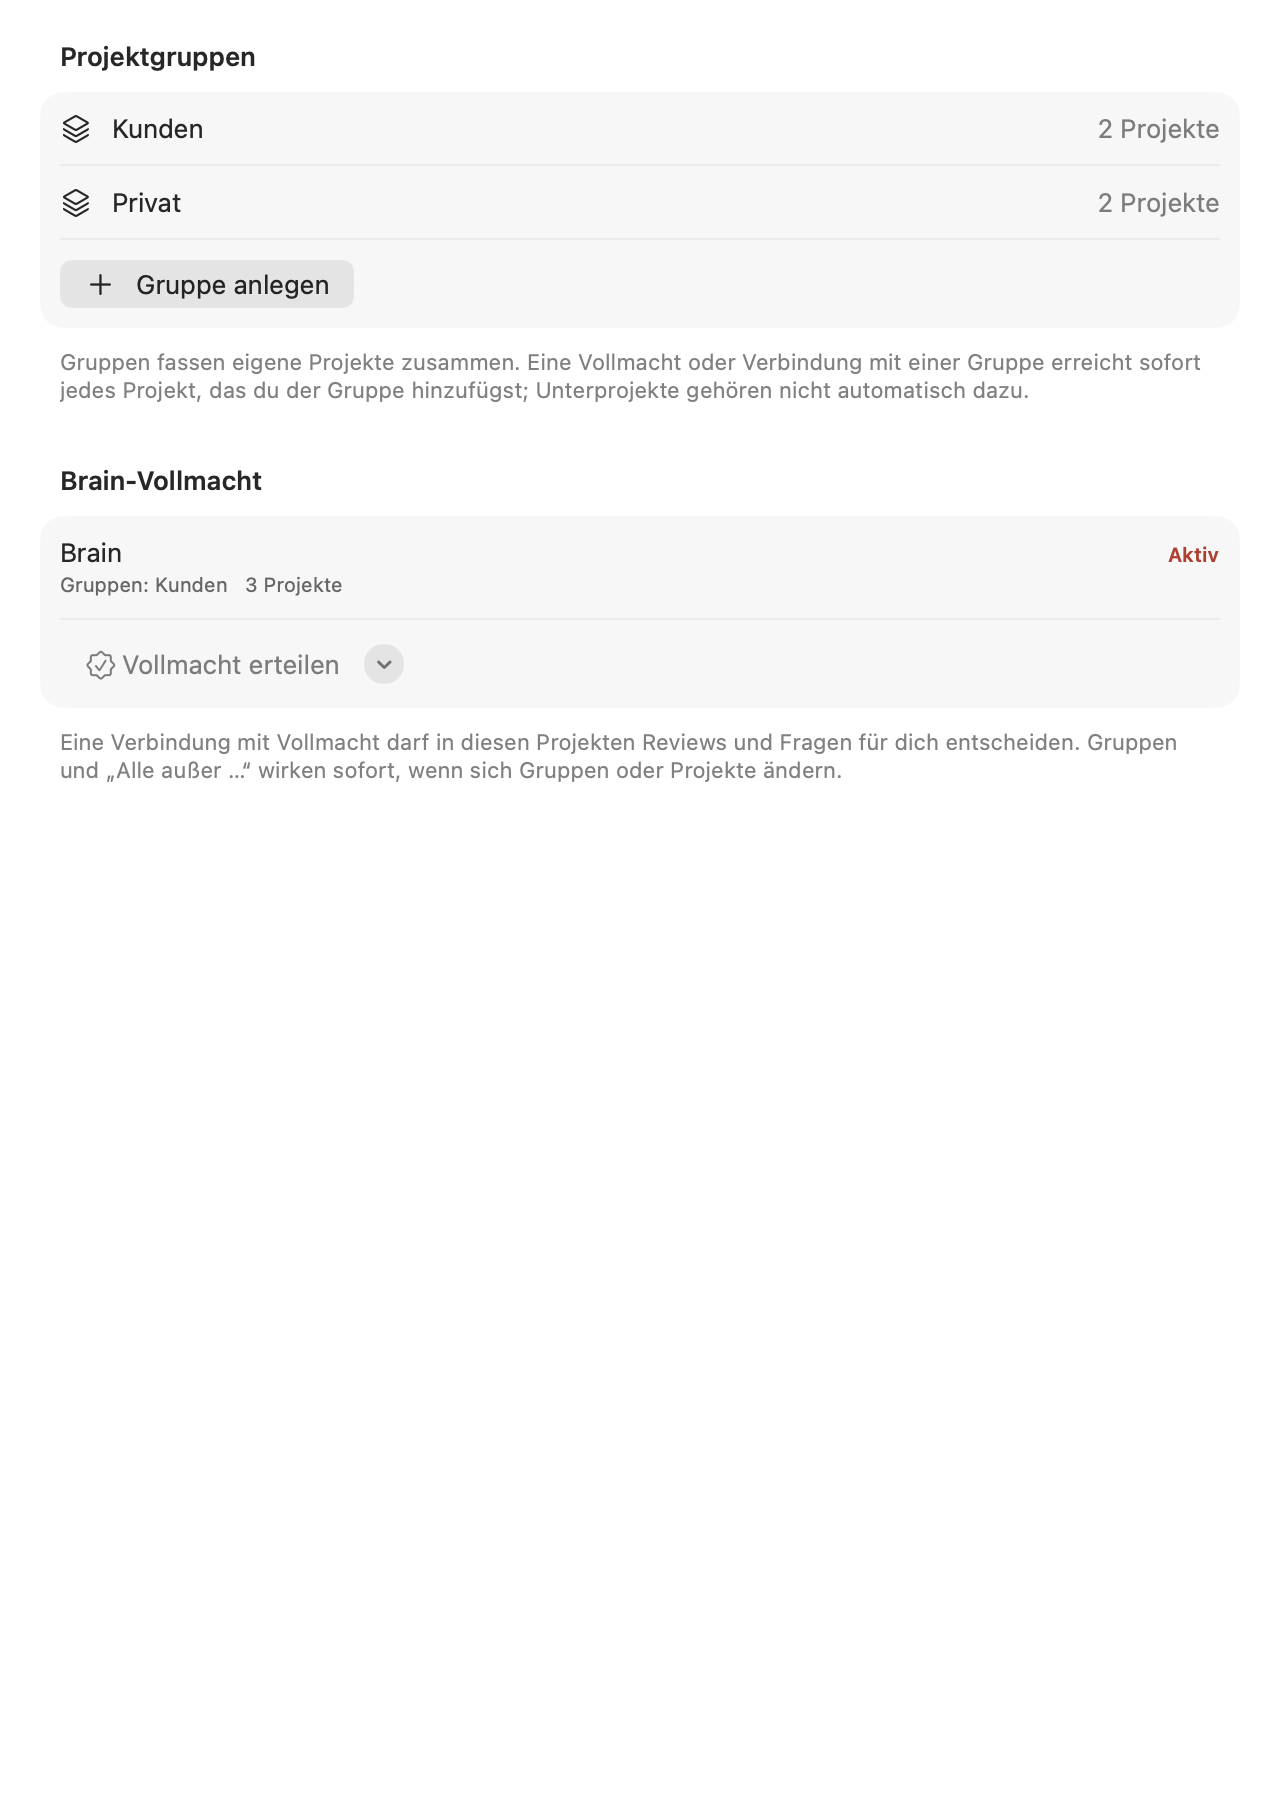 Projektgruppen
Kunden 2 Projekte
Privat 2 Projekte
Gruppe anlegen
Gruppen fassen eigene Projekte zusammen. Eine Vollmacht oder Verbindung mit einer Gruppe erreicht sofort
jedes Projekt, das du der Gruppe hinzufügst; Unterprojekte gehören nicht automatisch dazu.
Brain-Vollmacht
Brain Aktiv
Gruppen: Kunden 3 Projekte
Vollmacht erteilen
Eine Verbindung mit Vollmacht darf in diesen Projekten Reviews und Fragen für dich entscheiden. Gruppen
und „Alle außer …“ wirken sofort, wenn sich Gruppen oder Projekte ändern.